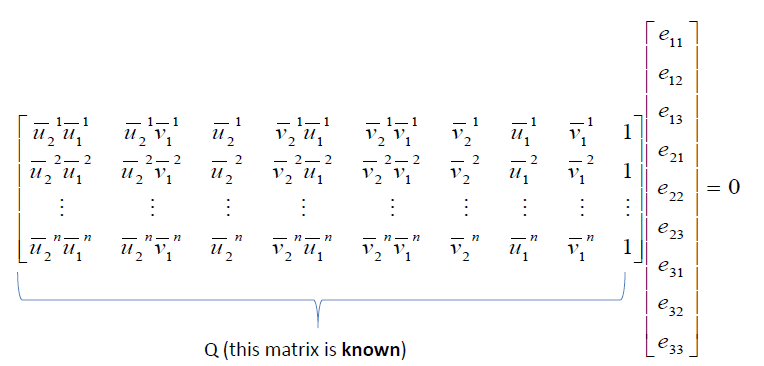 $\begin{bmatrix} \overline{u}_2^1\overline{u}_1^1 & \overline{u}_2^1\overline{v}_1^1 & \overline{u}_2^1 & \overline{v}_2^1\overline{u}_1^1 & \overline{v}_2^1\overline{v}_1^1 & \overline{v}_2^1 & \overline{u}_1^1 & \overline{v}_1^1 & 1 \\ \overline{u}_2^2\overline{u}_1^2 & \overline{u}_2^2\overline{v}_1^2 & \overline{u}_2^2 & \overline{v}_2^2\overline{u}_1^2 & \overline{v}_2^2\overline{v}_1^2 & \overline{v}_2^2 & \overline{u}_1^2 & \overline{v}_1^2 & 1 \\ \vdots & \vdots & \vdots & \vdots & \vdots & \vdots & \vdots & \vdots & \vdots \\ \overline{u}_2^n\overline{u}_1^n & \overline{u}_2^n\overline{v}_1^n & \overline{u}_2^n & \overline{v}_2^n\overline{u}_1^n & \overline{v}_2^n\overline{v}_1^n & \overline{v}_2^n & \overline{u}_1^n & \overline{v}_1^n & 1 \end{bmatrix} \begin{bmatrix} e_{11} \\ e_{12} \\ e_{13} \\ e_{21} \\ e_{22} \\ e_{23} \\ e_{31} \\ e_{32} \\ e_{33} \end{bmatrix} = 0$
Q (this matrix is known)